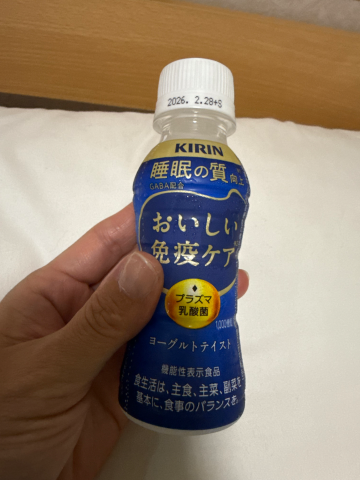 2026. 2.28+S
KIRIN
睡眠の質向上
GABA配合
おいしい
免疫ケア
プラズマ
乳酸菌
ヨーグルトテイスト
機能性表示食品
食生活は、主食、主菜、副菜を
基本に、食事のバランスを。